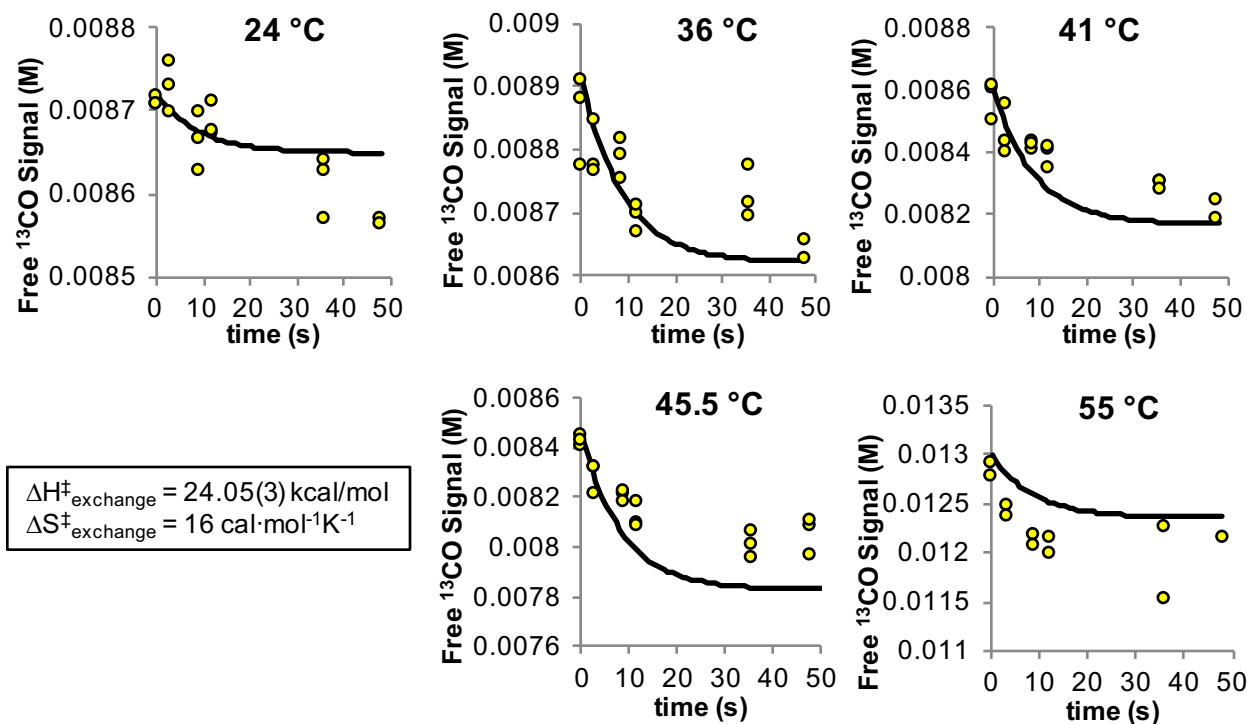 24 °C
Free ¹³CO Signal (M)
0.0088
0.0087
0.0086
0.0085
0 10 20 30 40 50
time (s)
36 °C
Free ¹³CO Signal (M)
0.009
0.0089
0.0088
0.0087
0.0086
0 10 20 30 40 50
time (s)
41 °C
Free ¹³CO Signal (M)
0.0088
0.0086
0.0084
0.0082
0.008
0 10 20 30 40 50
time (s)
ΔH‡exchange = 24.05(3) kcal/mol
ΔS‡exchange = 16 cal·mol⁻¹K⁻¹
45.5 °C
Free ¹³CO Signal (M)
0.0086
0.0084
0.0082
0.008
0.0078
0.0076
0 10 20 30 40 50
time (s)
55 °C
Free ¹³CO Signal (M)
0.0135
0.013
0.0125
0.012
0.0115
0.011
0 10 20 30 40 50
time (s)